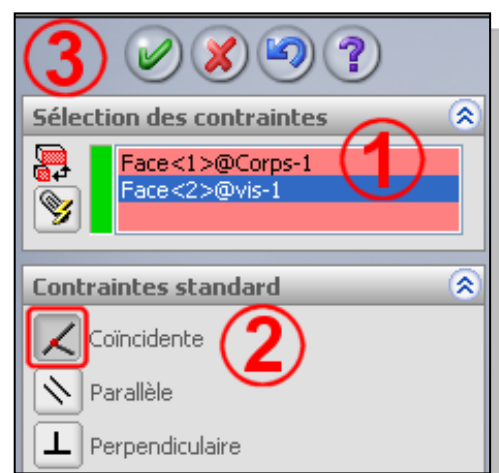 3
?
Sélection des contraintes
1
Face<1>@Corps-1
Face<2>@vis-1
Contraintes standard
Coïncidente
2
Parallèle
Perpendiculaire